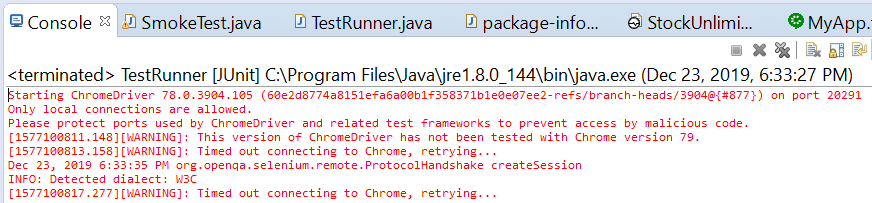 Console SmokeTest.java TestRunner.java package-info... StockUnlimi... MyApp.
<terminated> TestRunner [JUnit] C:\Program Files\Java\jre1.8.0_144\bin\java.exe (Dec 23, 2019, 6:33:27 PM)
Starting ChromeDriver 78.0.3904.105 (60e2d8774a8151efa6a00b1f358371b1e0e07ee2-refs/branch-heads/3904@{#877}) on port 20291
Only local connections are allowed.
Please protect ports used by ChromeDriver and related test frameworks to prevent access by malicious code.
[1577100811.148][WARNING]: This version of ChromeDriver has not been tested with Chrome version 79.
[1577100813.158][WARNING]: Timed out connecting to Chrome, retrying...
Dec 23, 2019 6:33:35 PM org.openqa.selenium.remote.ProtocolHandshake createSession
INFO: Detected dialect: W3C
[1577100817.277][WARNING]: Timed out connecting to Chrome, retrying...